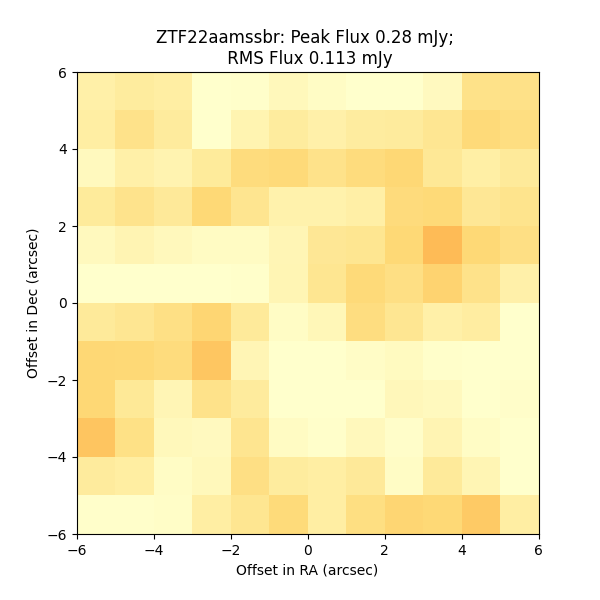 ZTF22aamssbr: Peak Flux 0.28 mJy;
RMS Flux 0.113 mJy
6
4
2
0
−2
−4
−6
Offset in Dec (arcsec)
−6 −4 −2 0 2 4 6
Offset in RA (arcsec)